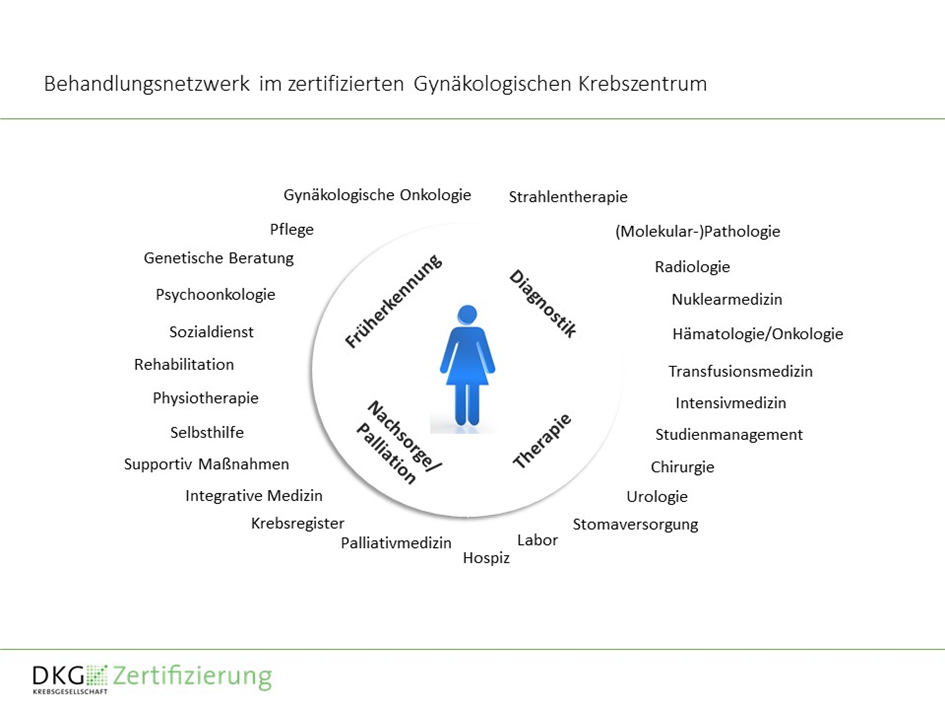 Behandlungsnetzwerk im zertifizierten Gynäkologischen Krebszentrum
Gynäkologische Onkologie
Strahlentherapie
Pflege
(Molekular-)Pathologie
Genetische Beratung
Radiologie
Psychoonkologie
Nuklearmedizin
Sozialdienst
Hämatologie/Onkologie
Rehabilitation
Transfusionsmedizin
Physiotherapie
Intensivmedizin
Selbsthilfe
Studienmanagement
Supportiv Maßnahmen
Chirurgie
Integrative Medizin
Urologie
Krebsregister
Stomaversorgung
Palliativmedizin
Labor
Hospiz
Früherkennung
Diagnostik
Nachsorge/
Palliation
Therapie
DKG Zertifizierung
KREBSGESELLSCHAFT